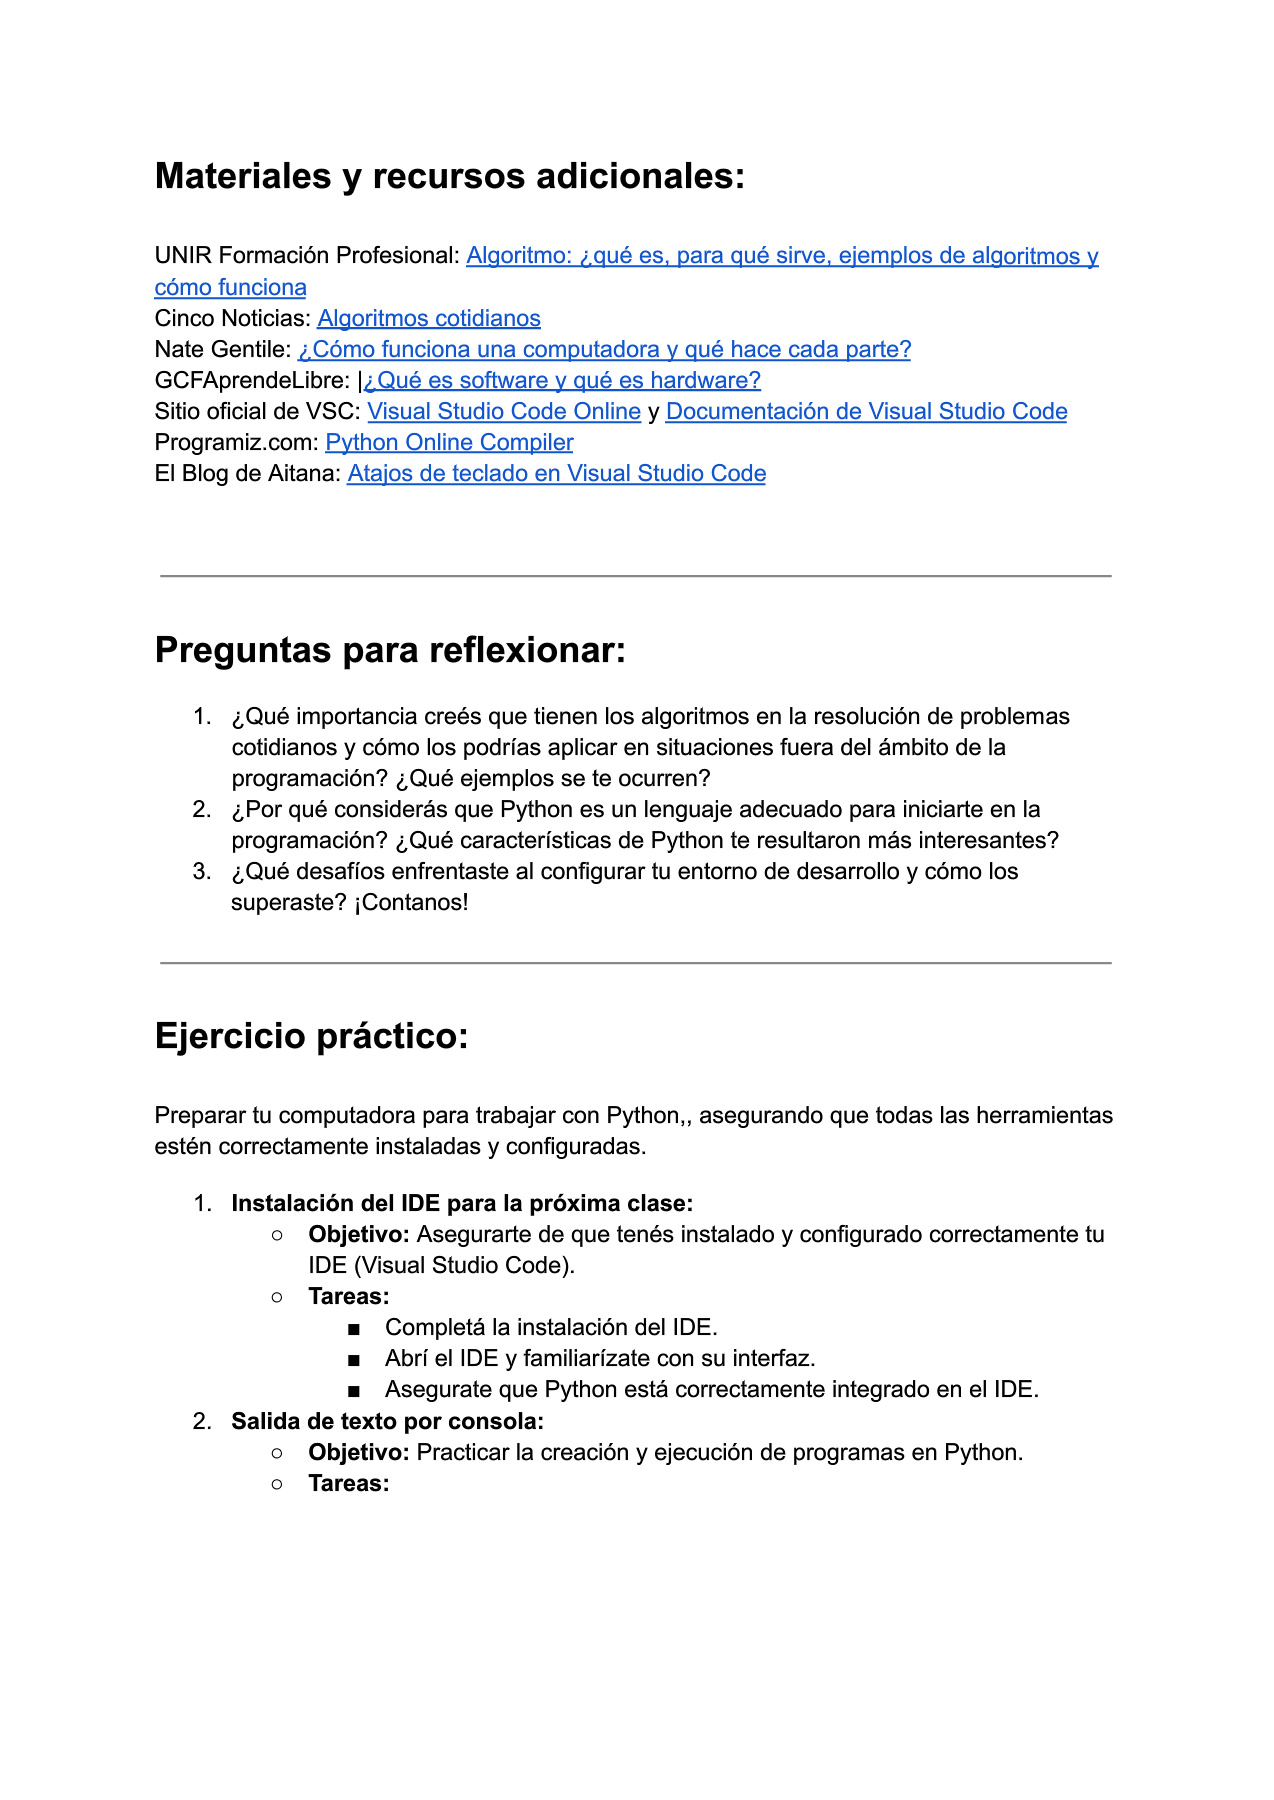 Materiales y recursos adicionales:
UNIR Formación Profesional: Algoritmo: ¿qué es, para qué sirve, ejemplos de algoritmos y
cómo funciona
Cinco Noticias: Algoritmos cotidianos
Nate Gentile: ¿Cómo funciona una computadora y qué hace cada parte?
GCFAprendeLibre: |¿Qué es software y qué es hardware?
Sitio oficial de VSC: Visual Studio Code Online y Documentación de Visual Studio Code
Programiz.com: Python Online Compiler
El Blog de Aitana: Atajos de teclado en Visual Studio Code
Preguntas para reflexionar:
1. ¿Qué importancia creés que tienen los algoritmos en la resolución de problemas
cotidianos y cómo los podrías aplicar en situaciones fuera del ámbito de la
programación? ¿Qué ejemplos se te ocurren?
2. ¿Por qué considerás que Python es un lenguaje adecuado para iniciarte en la
programación? ¿Qué características de Python te resultaron más interesantes?
3. ¿Qué desafíos enfrentaste al configurar tu entorno de desarrollo y cómo los
superaste? ¡Contanos!
Ejercicio práctico:
Preparar tu computadora para trabajar con Python,, asegurando que todas las herramientas
estén correctamente instaladas y configuradas.
1. Instalación del IDE para la próxima clase:
○ Objetivo: Asegurarte de que tenés instalado y configurado correctamente tu
IDE (Visual Studio Code).
○ Tareas:
■ Completá la instalación del IDE.
■ Abrí el IDE y familiarízate con su interfaz.
■ Asegurate que Python está correctamente integrado en el IDE.
2. Salida de texto por consola:
○ Objetivo: Practicar la creación y ejecución de programas en Python.
○ Tareas: